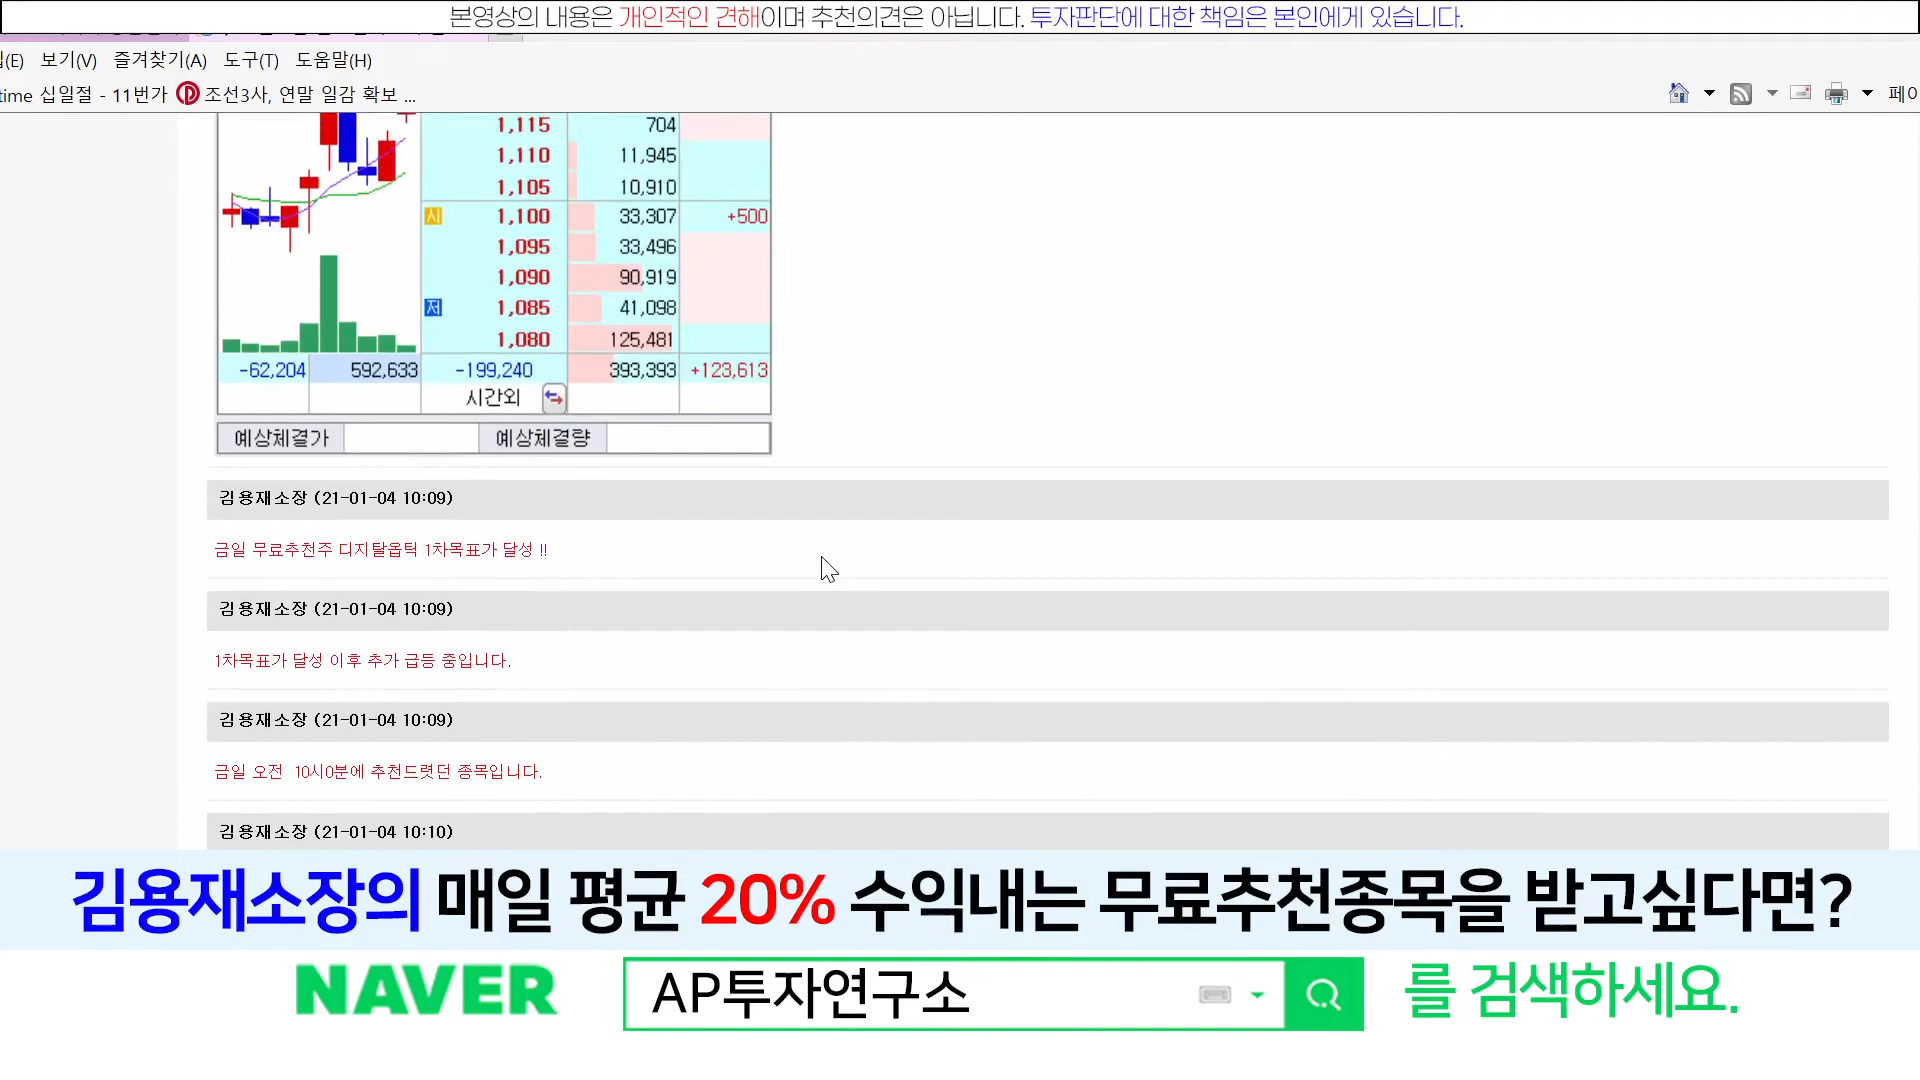 본영상의 내용은 개인적인 견해이며 추천의견은 아닙니다. 투자판단에 대한 책임은 본인에게 있습니다.
(E) 보기(V) 즐겨찾기(A) 도구(T) 도움말(H)
time 십일절 - 11번가 조선3사, 연말 일감 확보 ...
1,115 704
1,110 11,945
1,105 10,910
시 1,100 33,307 +500
1,095 33,496
1,090 90,919
저 1,085 41,098
1,080 125,481
-62,204 592,633 -199,240 393,393 +123,613
시간외
예상체결가 예상체결량
김용재소장 (21-01-04 10:09)
금일 무료추천주 디지탈옵틱 1차목표가 달성 !!
김용재소장 (21-01-04 10:09)
1차목표가 달성 이후 추가 급등 중입니다.
김용재소장 (21-01-04 10:09)
금일 오전 10시0분에 추천드렷던 종목입니다.
김용재소장 (21-01-04 10:10)
김용재소장의 매일 평균 20% 수익내는 무료추천종목을 받고싶다면?
NAVER AP투자연구소 를 검색하세요.